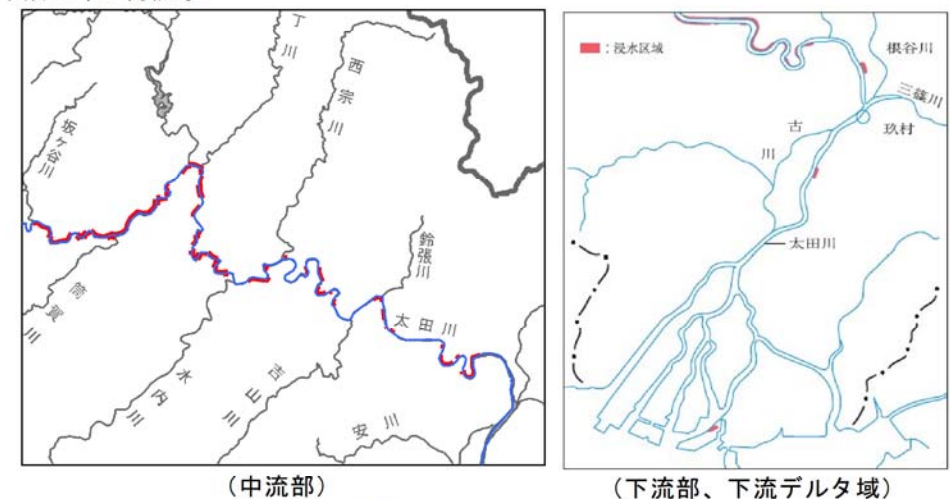 丁川
西宗川
坂ヶ谷川
鈴張川
筒賀川
太田川
水内川
吉山川
安川
（中流部）
：浸水区域
根谷川
三篠川
古川
玖村
太田川
（下流部、下流デルタ域）